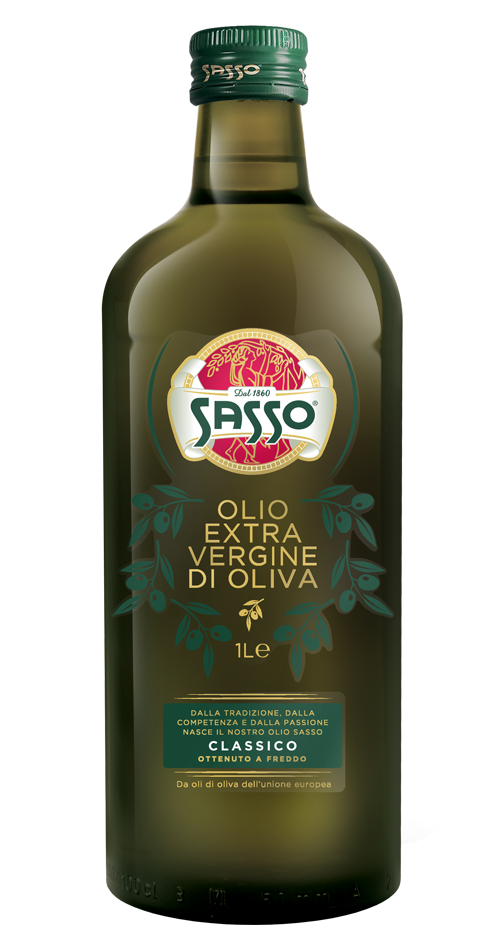 SASSO
Dal 1860
SASSO®
OLIO
EXTRA
VERGINE
DI OLIVA
1L℮
DALLA TRADIZIONE, DALLA
COMPETENZA E DALLA PASSIONE
NASCE IL NOSTRO OLIO SASSO
CLASSICO
OTTENUTO A FREDDO
Da oli di oliva dell'unione europea